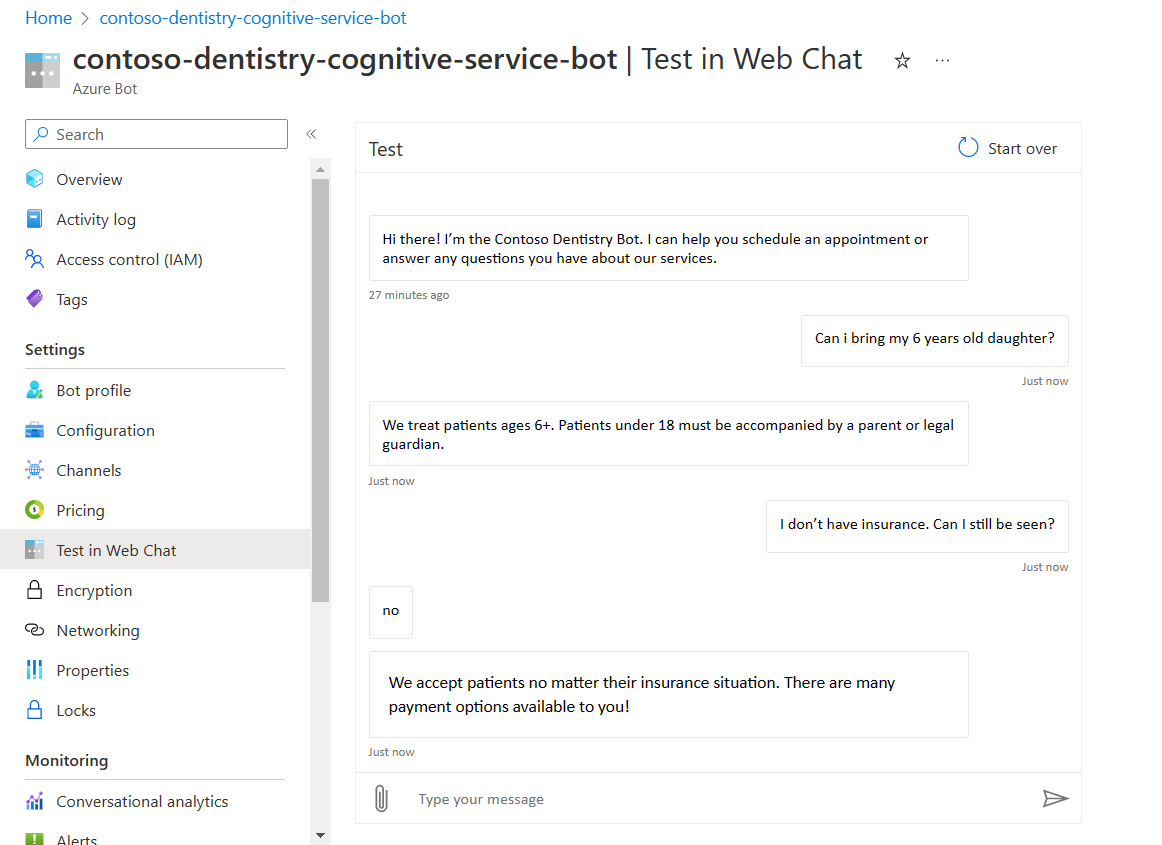 Home > contoso-dentistry-cognitive-service-bot
contoso-dentistry-cognitive-service-bot | Test in Web Chat ...
Azure Bot
Search «
Overview
Activity log
Access control (IAM)
Tags
Settings
Bot profile
Configuration
Channels
Pricing
Test in Web Chat
Encryption
Networking
Properties
Locks
Monitoring
Conversational analytics
Alerts
Test
Start over
Hi there! I’m the Contoso Dentistry Bot. I can help you schedule an appointment or
answer any questions you have about our services.
27 minutes ago
Can i bring my 6 years old daughter?
Just now
We treat patients ages 6+. Patients under 18 must be accompanied by a parent or legal
guardian.
Just now
I don’t have insurance. Can I still be seen?
Just now
no
We accept patients no matter their insurance situation. There are many
payment options available to you!
Just now
Type your message